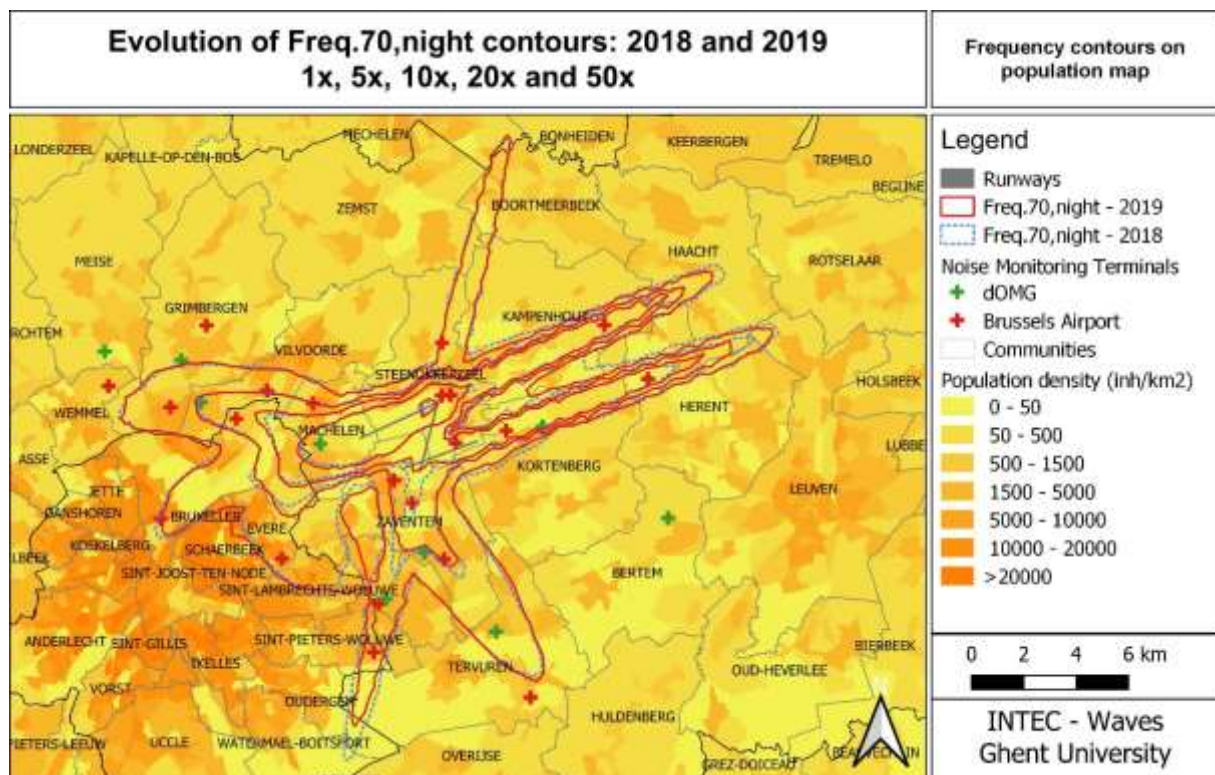 Evolution of Freq.70,night contours: 2018 and 2019
1x, 5x, 10x, 20x and 50x
Frequency contours on
population map
MECHELEN
BONHEIDEN
KEERBERGEN
LONDERZEEL
KAPELLE-OP-DEN-BOS
TREMELO
ZEMST
BOORTMEERBEEK
MEISE
HAACHT
ROTSELAAR
GRIMBERGEN
KAMPENHOUT
VILVOORDE
STEENOKKERZEEL
HOLSBEEK
WEMMEL
HERENT
MACHELEN
ASSE
KORTENBERG
JETTE
LEUVEN
GANSHOREN
BRUXELLES
ZAVENTEM
EVERE
KOEKELBERG
SCHAERBEEK
SINT-JOOST-TEN-NODE
BERTEM
SINT-LAMBRECHTS-WOLUWE
ANDERLECHT
SINT-GILLIS
SINT-PIETERS-WOLUWE
BIERBEEK
TERVUREN
OUD-HEVERLEE
VORST
HULDENBERG
UCCLE
WATERMAEL-BOITSFORT
OVERIJSE
GREZ-DOICEAU
Legend
Runways
Freq.70,night - 2019
Freq.70,night - 2018
Noise Monitoring Terminals
dOMG
Brussels Airport
Communities
Population density (inh/km2)
0 - 50
50 - 500
500 - 1500
1500 - 5000
5000 - 10000
10000 - 20000
>20000
0 2 4 6 km
INTEC - Waves
Ghent University